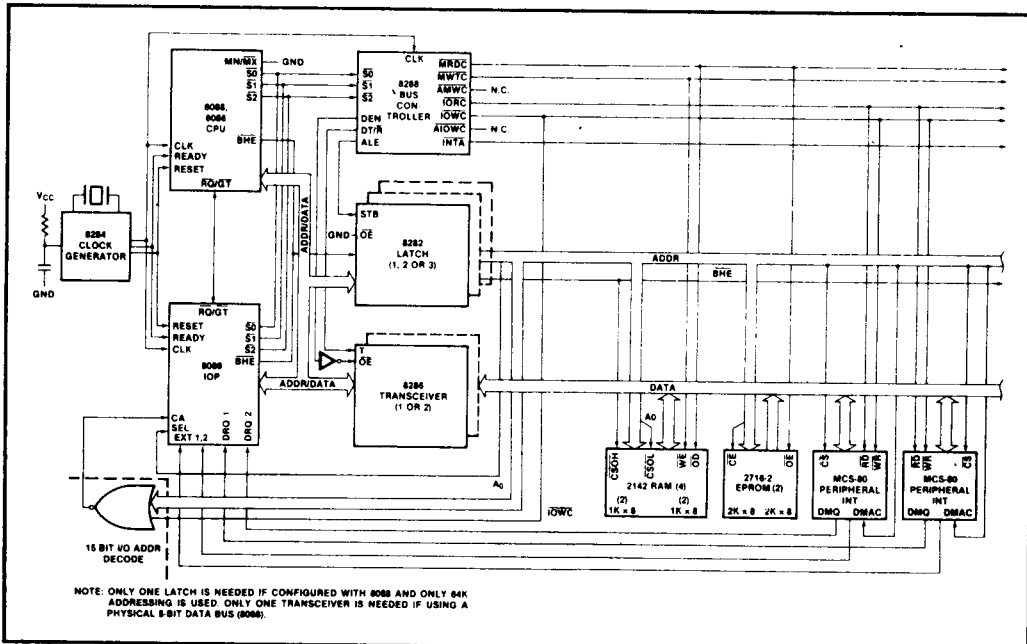 MN/MX
GND
S0
S1
S2
8088,
8086
CPU
BHE
CLK
READY
RESET
RQ/GT
CLK
S0
S1
S2
8288
BUS
CON
TROLLER
DEN
DT/R
ALE
MRDC
MWTC
AMWC
N.C.
IORC
IOWC
AIOWC
N.C.
INTA
VCC
8284
CLOCK
GENERATOR
GND
ADDR/DATA
STB
GND
OE
8282
LATCH
(1, 2 OR 3)
ADDR
BHE
RQ/GT
RESET
READY
CLK
S0
S1
S2
BHE
8089
IOP
ADDR/DATA
CA
SEL
EXT 1,2
DRQ 1
DRQ 2
T
OE
8286
TRANSCEIVER
(1 OR 2)
DATA
A0
A0
CSOH
CSOL
WE
OD
2142 RAM (4)
(2)
(2)
1K × 8
1K × 8
CE
OE
2716-2
EPROM (2)
2K × 8
2K × 8
CS
RD
WR
MCS-80
PERIPHERAL
INT
DMQ
DMAC
RD
WR
CS
MCS-80
PERIPHERAL
INT
DMQ
DMAC
IOWC
15 BIT I/O ADDR
DECODE
NOTE: ONLY ONE LATCH IS NEEDED IF CONFIGURED WITH 8088 AND ONLY 64K
ADDRESSING IS USED. ONLY ONE TRANSCEIVER IS NEEDED IF USING A
PHYSICAL 8-BIT DATA BUS (8088).